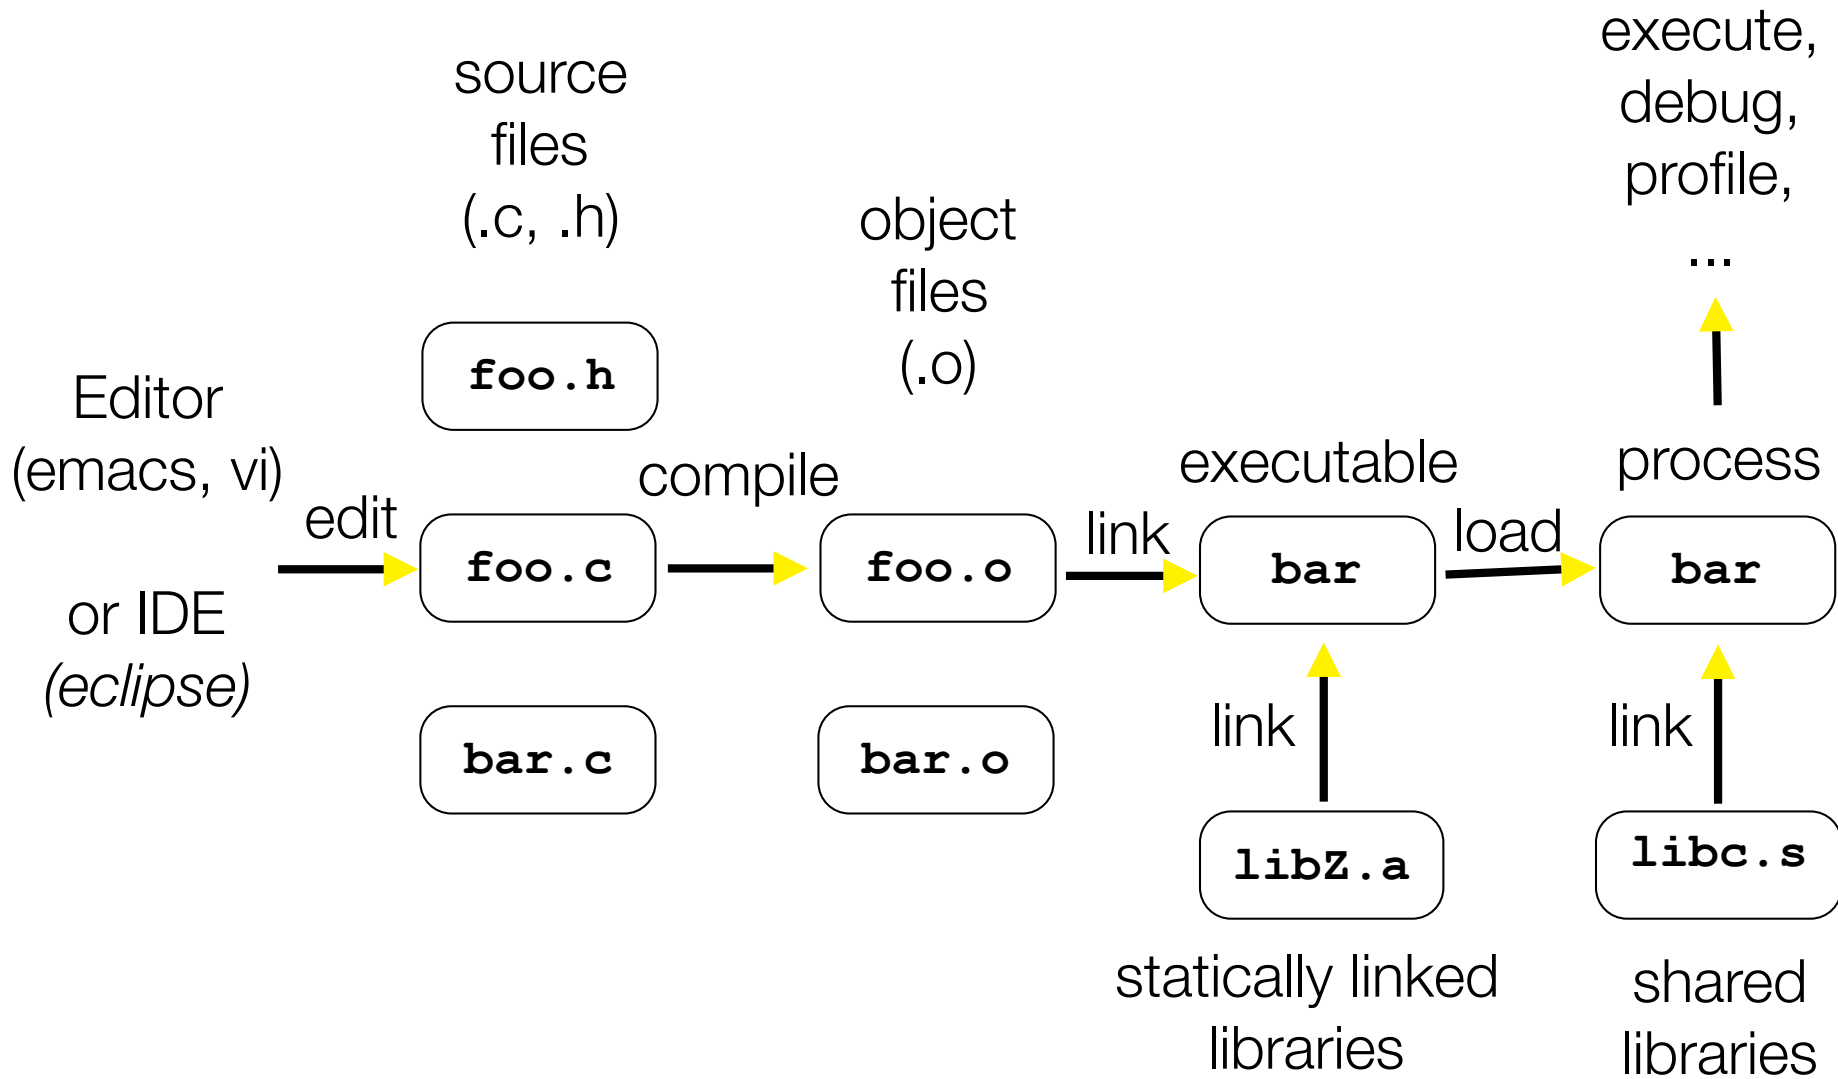 source
files
(.c, .h)
object
files
(.o)
execute,
debug,
profile,
...
Editor
(emacs, vi)
or IDE
(eclipse)
edit
foo.h
foo.c
bar.c
compile
foo.o
bar.o
link
executable
bar
load
process
bar
link
link
libZ.a
libc.s
statically linked
libraries
shared
libraries